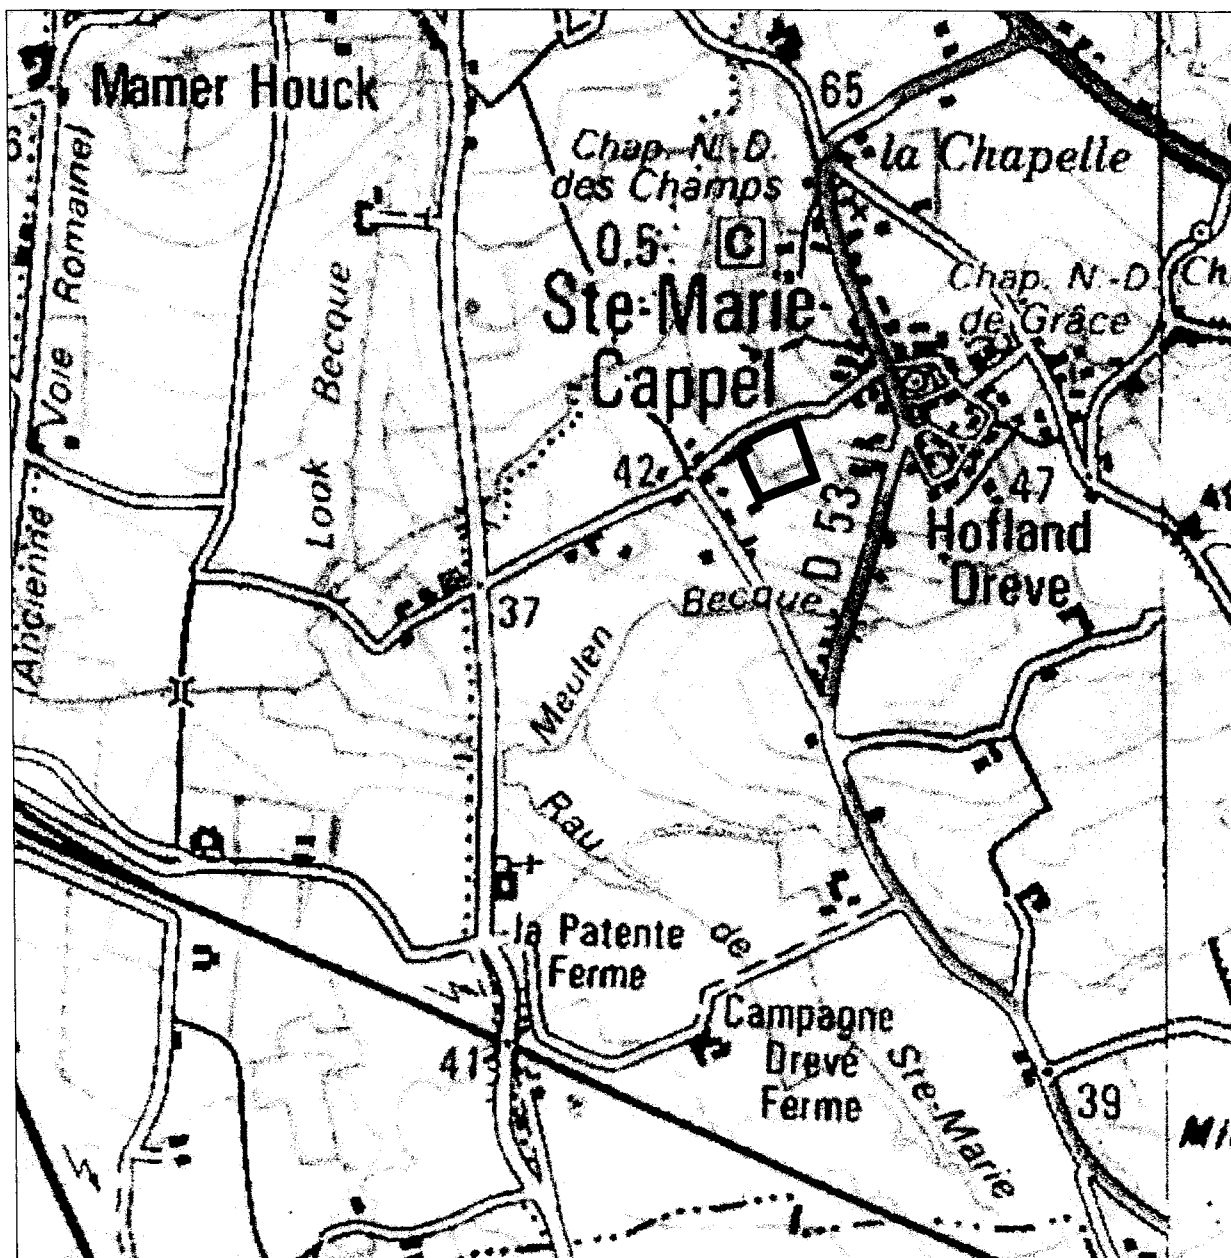 Mamer Houck
65
Chap. N.-D.
des Champs
la Chapelle
0.5
C
Ste-Marie-
Cappel
Chap. N.-D.
de Grâce
Ch
Voie Romaine
Ancienne
Look Becque
42
47
D 53
Hofland
Dreve
Becque
37
Meulen
Rau
de
Ste-Marie
la Patente
Ferme
Campagne
Dreve
Ferme
41
39